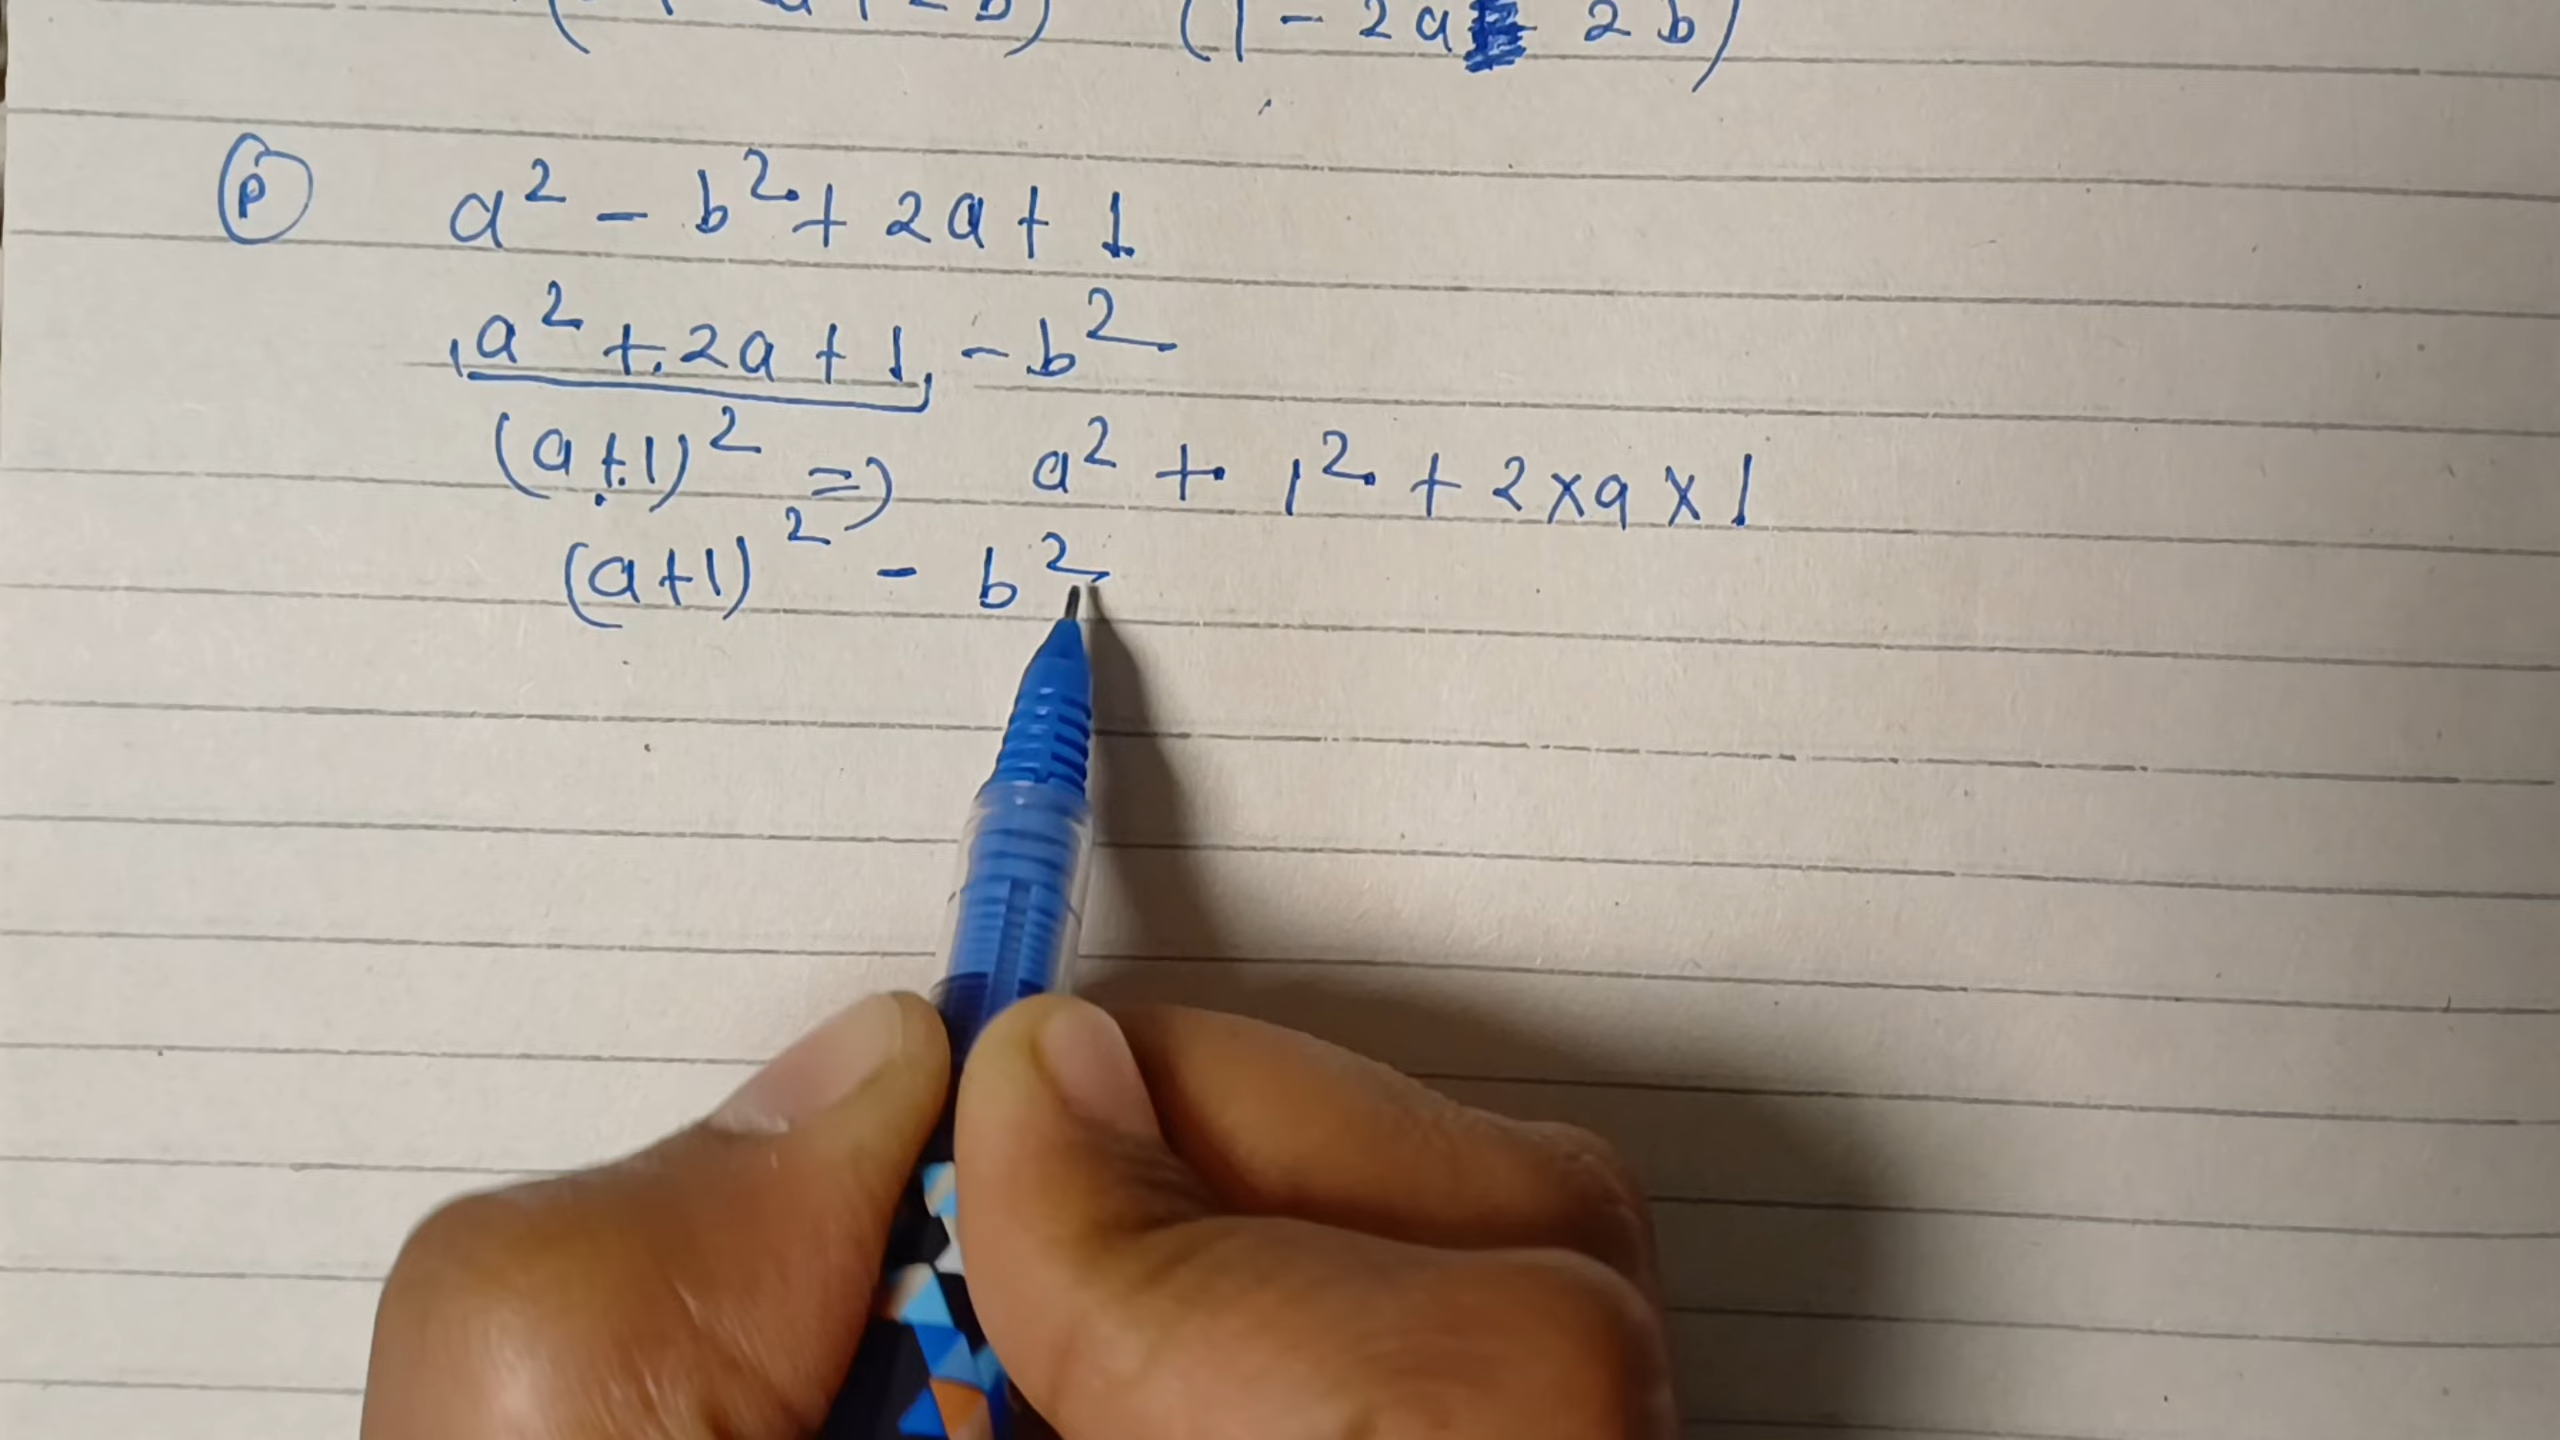 2b) (1 - 2a 2b)
(P) a² - b² + 2a + 1
a² + 2a + 1 - b²
(a+1)² => a² + 1² + 2×a×1
(a+1)² - b²